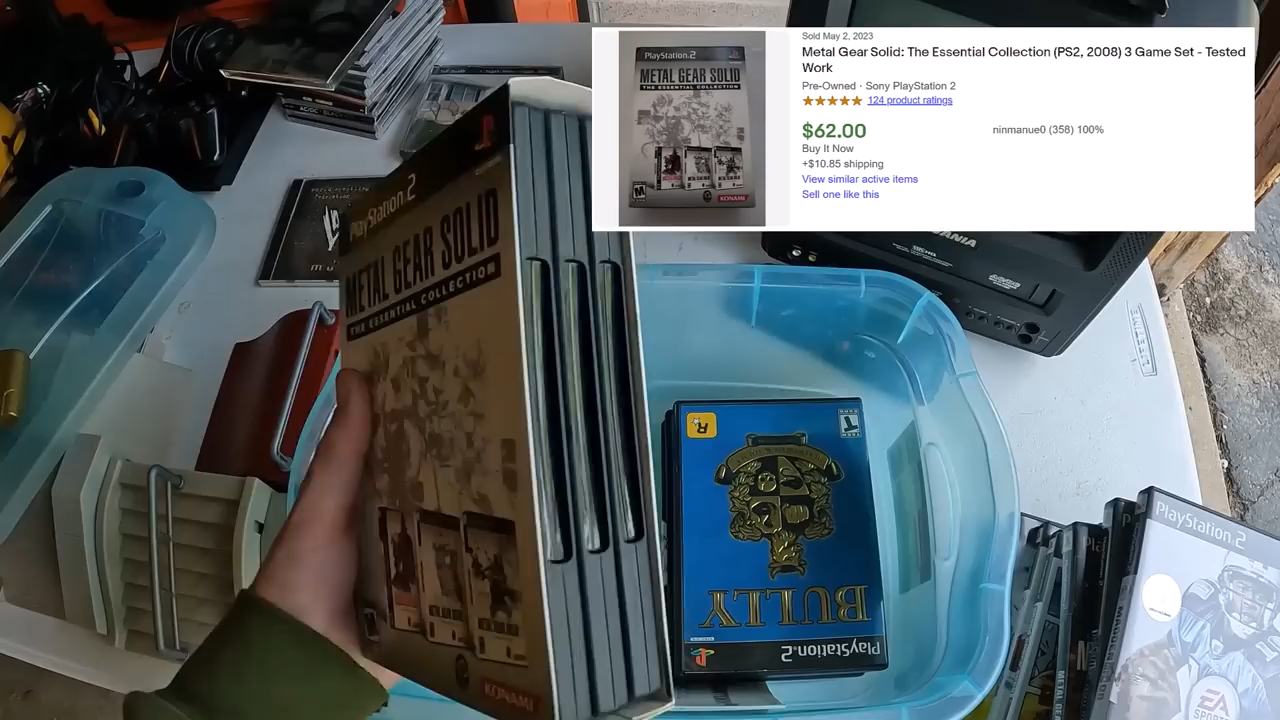 Sold May 2, 2023
Metal Gear Solid: The Essential Collection (PS2, 2008) 3 Game Set - Tested
Work
Pre-Owned · Sony PlayStation 2
124 product ratings
$62.00
ninmanue0 (358) 100%
Buy It Now
+$10.85 shipping
View similar active items
Sell one like this
PlayStation 2
METAL GEAR SOLID
THE ESSENTIAL COLLECTION
KONAMI
PlayStation 2
METAL GEAR SOLID
THE ESSENTIAL COLLECTION
KONAMI
BULLY
PlayStation 2
PlayStation 2
EA
SPORTS
LIFETIME